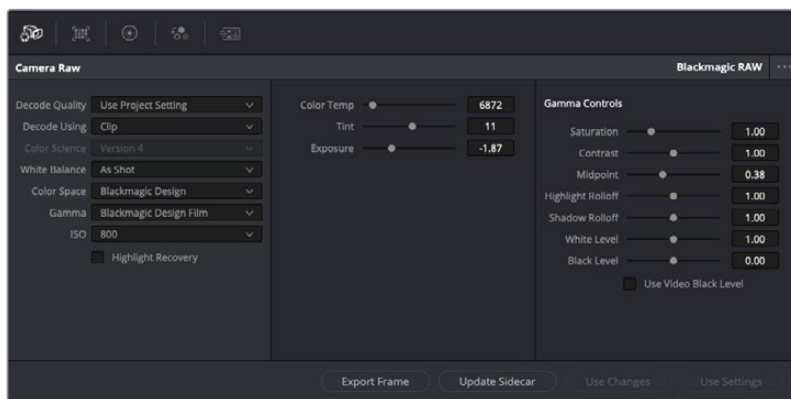 Camera Raw
Blackmagic RAW
Decode Quality Use Project Setting
Decode Using Clip
Color Science Version 4
White Balance As Shot
Color Space Blackmagic Design
Gamma Blackmagic Design Film
ISO 800
Highlight Recovery
Color Temp 6872
Tint 11
Exposure -1.87
Gamma Controls
Saturation 1.00
Contrast 1.00
Midpoint 0.38
Highlight Rolloff 1.00
Shadow Rolloff 1.00
White Level 1.00
Black Level 0.00
Use Video Black Level
Export Frame
Update Sidecar
Use Changes
Use Settings